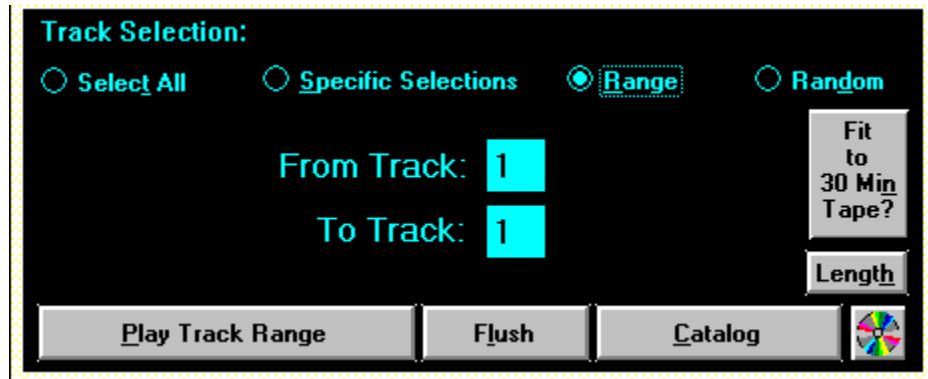 Track Selection:
Select All Specific Selections Range Random
From Track: 1
To Track: 1
Fit
to
30 Min
Tape?
Length
Play Track Range Flush Catalog